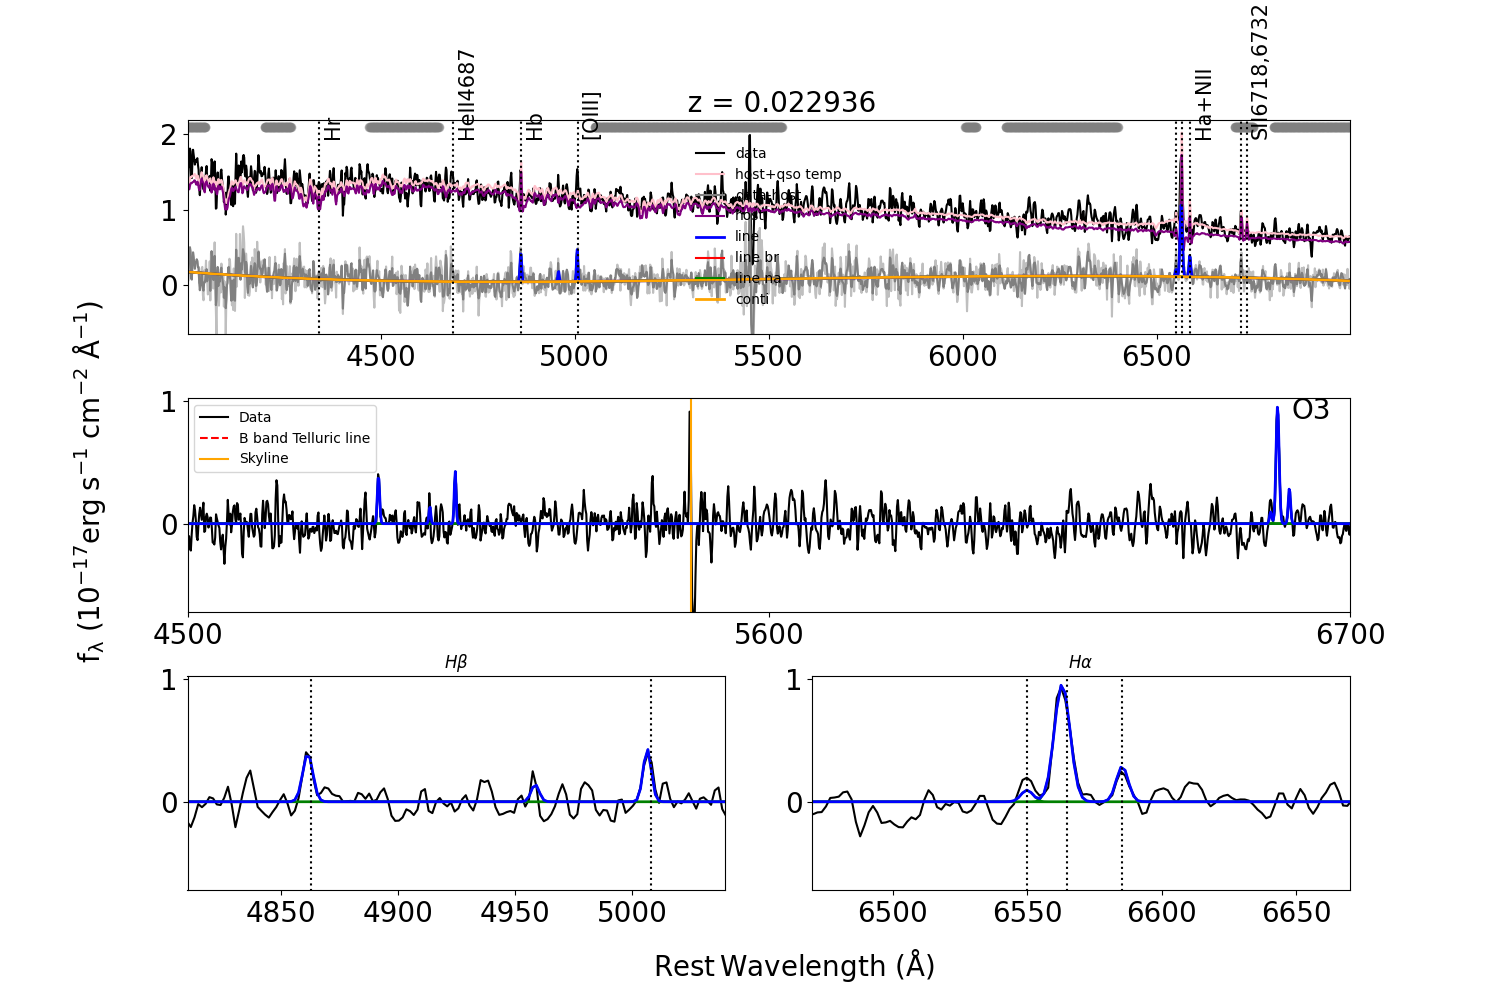 z = 0.022936
Hr
HeII4687
Hb
[OIII]
Ha+NII
SII6718,6732
2
1
0
data
host+qso temp
data-host
host
line
line br
line na
conti
4500
5000
5500
6000
6500
f_λ (10^{-17}erg s^{-1} cm^{-2} Å^{-1})
1
0
Data
B band Telluric line
Skyline
O3
4500
5600
6700
Hβ
1
0
4850
4900
4950
5000
Hα
1
0
6500
6550
6600
6650
Rest Wavelength (Å)